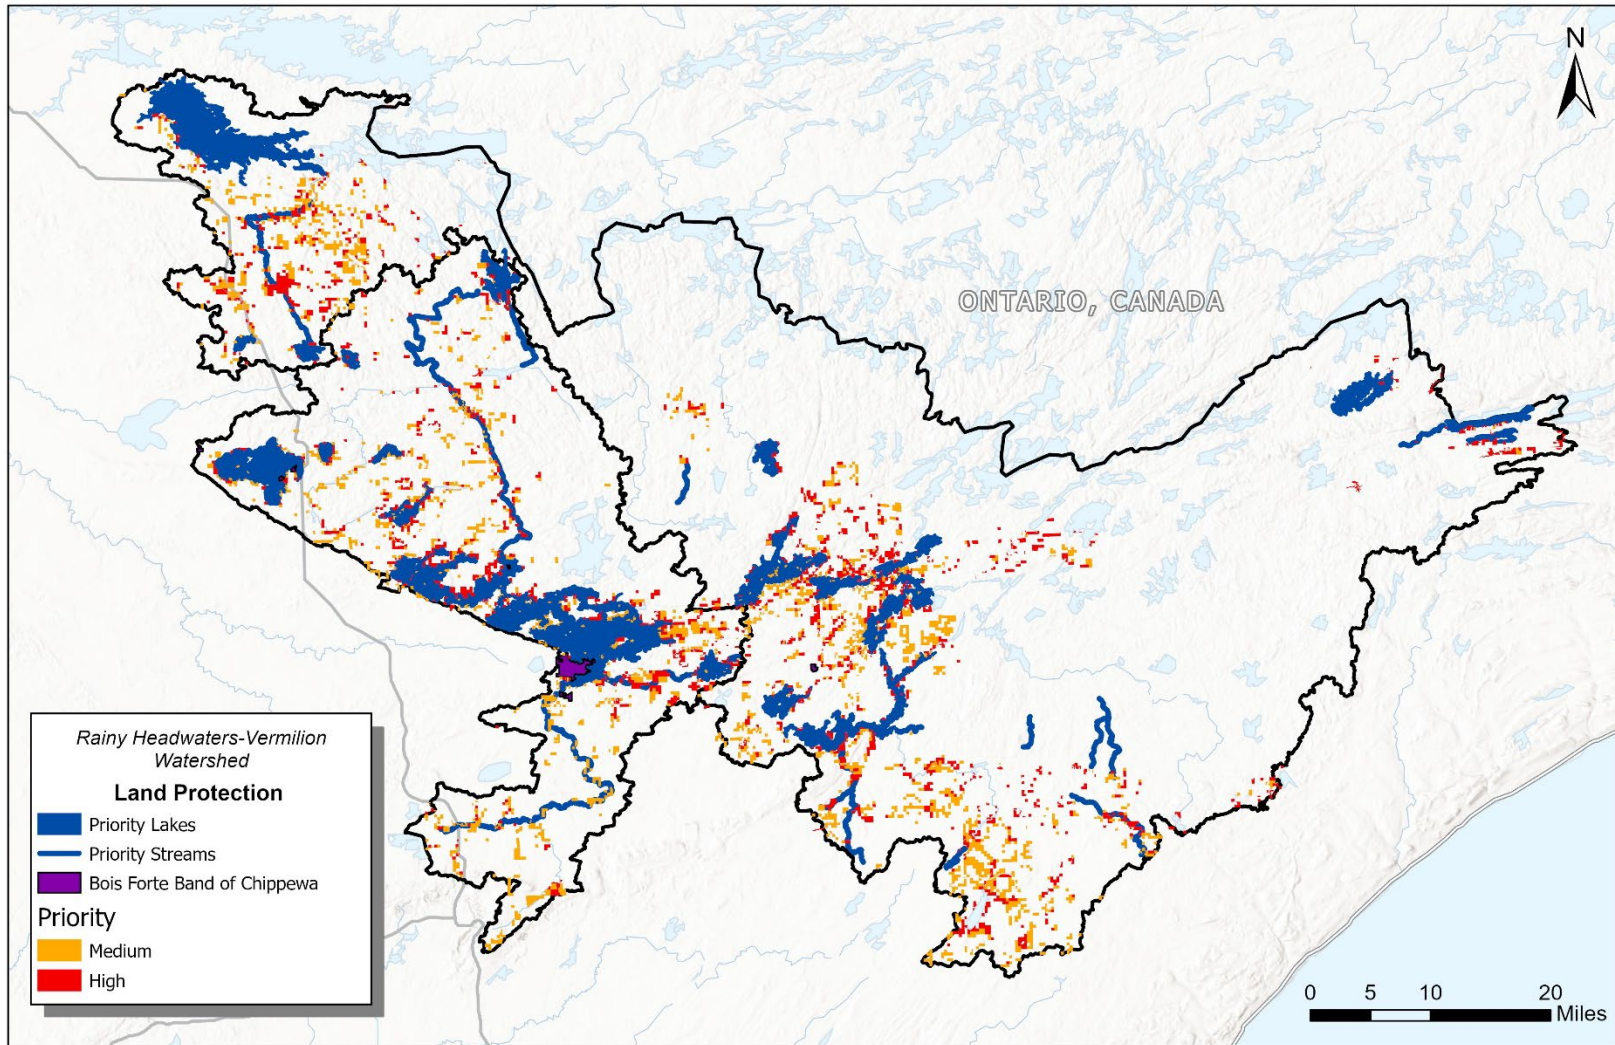 N
ONTARIO, CANADA
Rainy Headwaters-Vermilion
Watershed
Land Protection
Priority Lakes
Priority Streams
Bois Forte Band of Chippewa
Priority
Medium
High
0 5 10 20
Miles